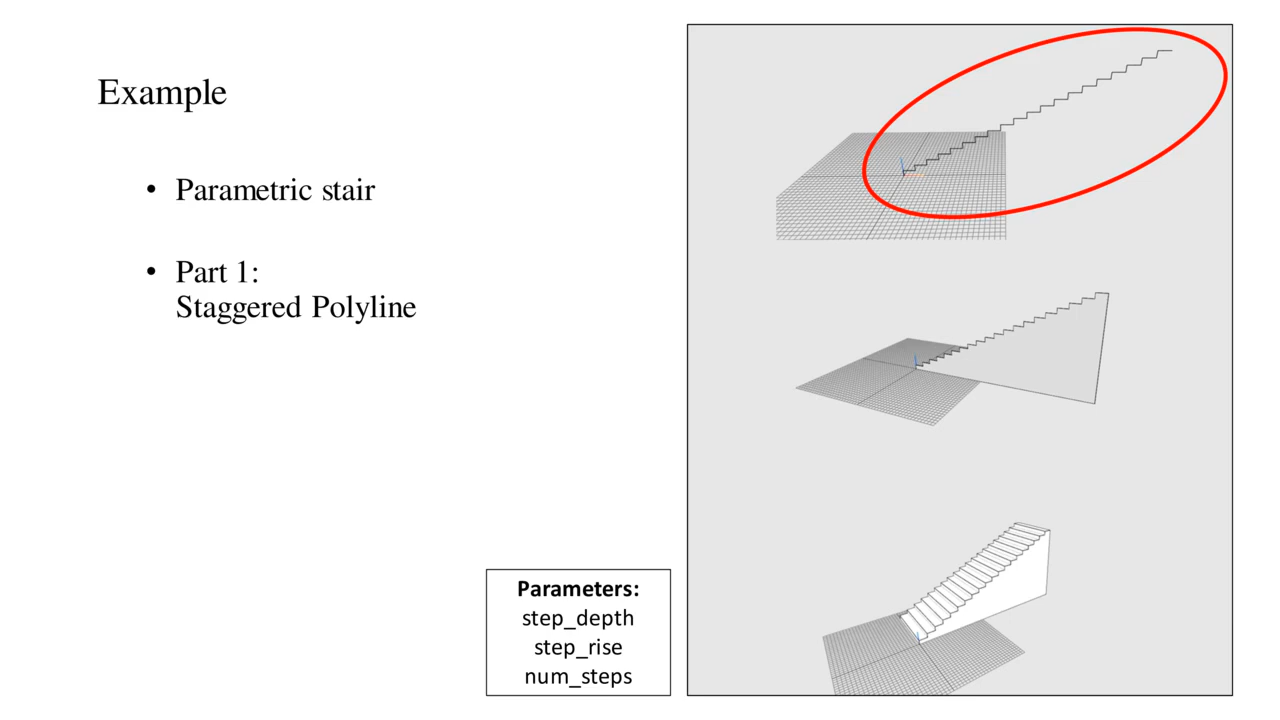 Example
• Parametric stair
• Part 1:
Staggered Polyline
Parameters:
step_depth
step_rise
num_steps